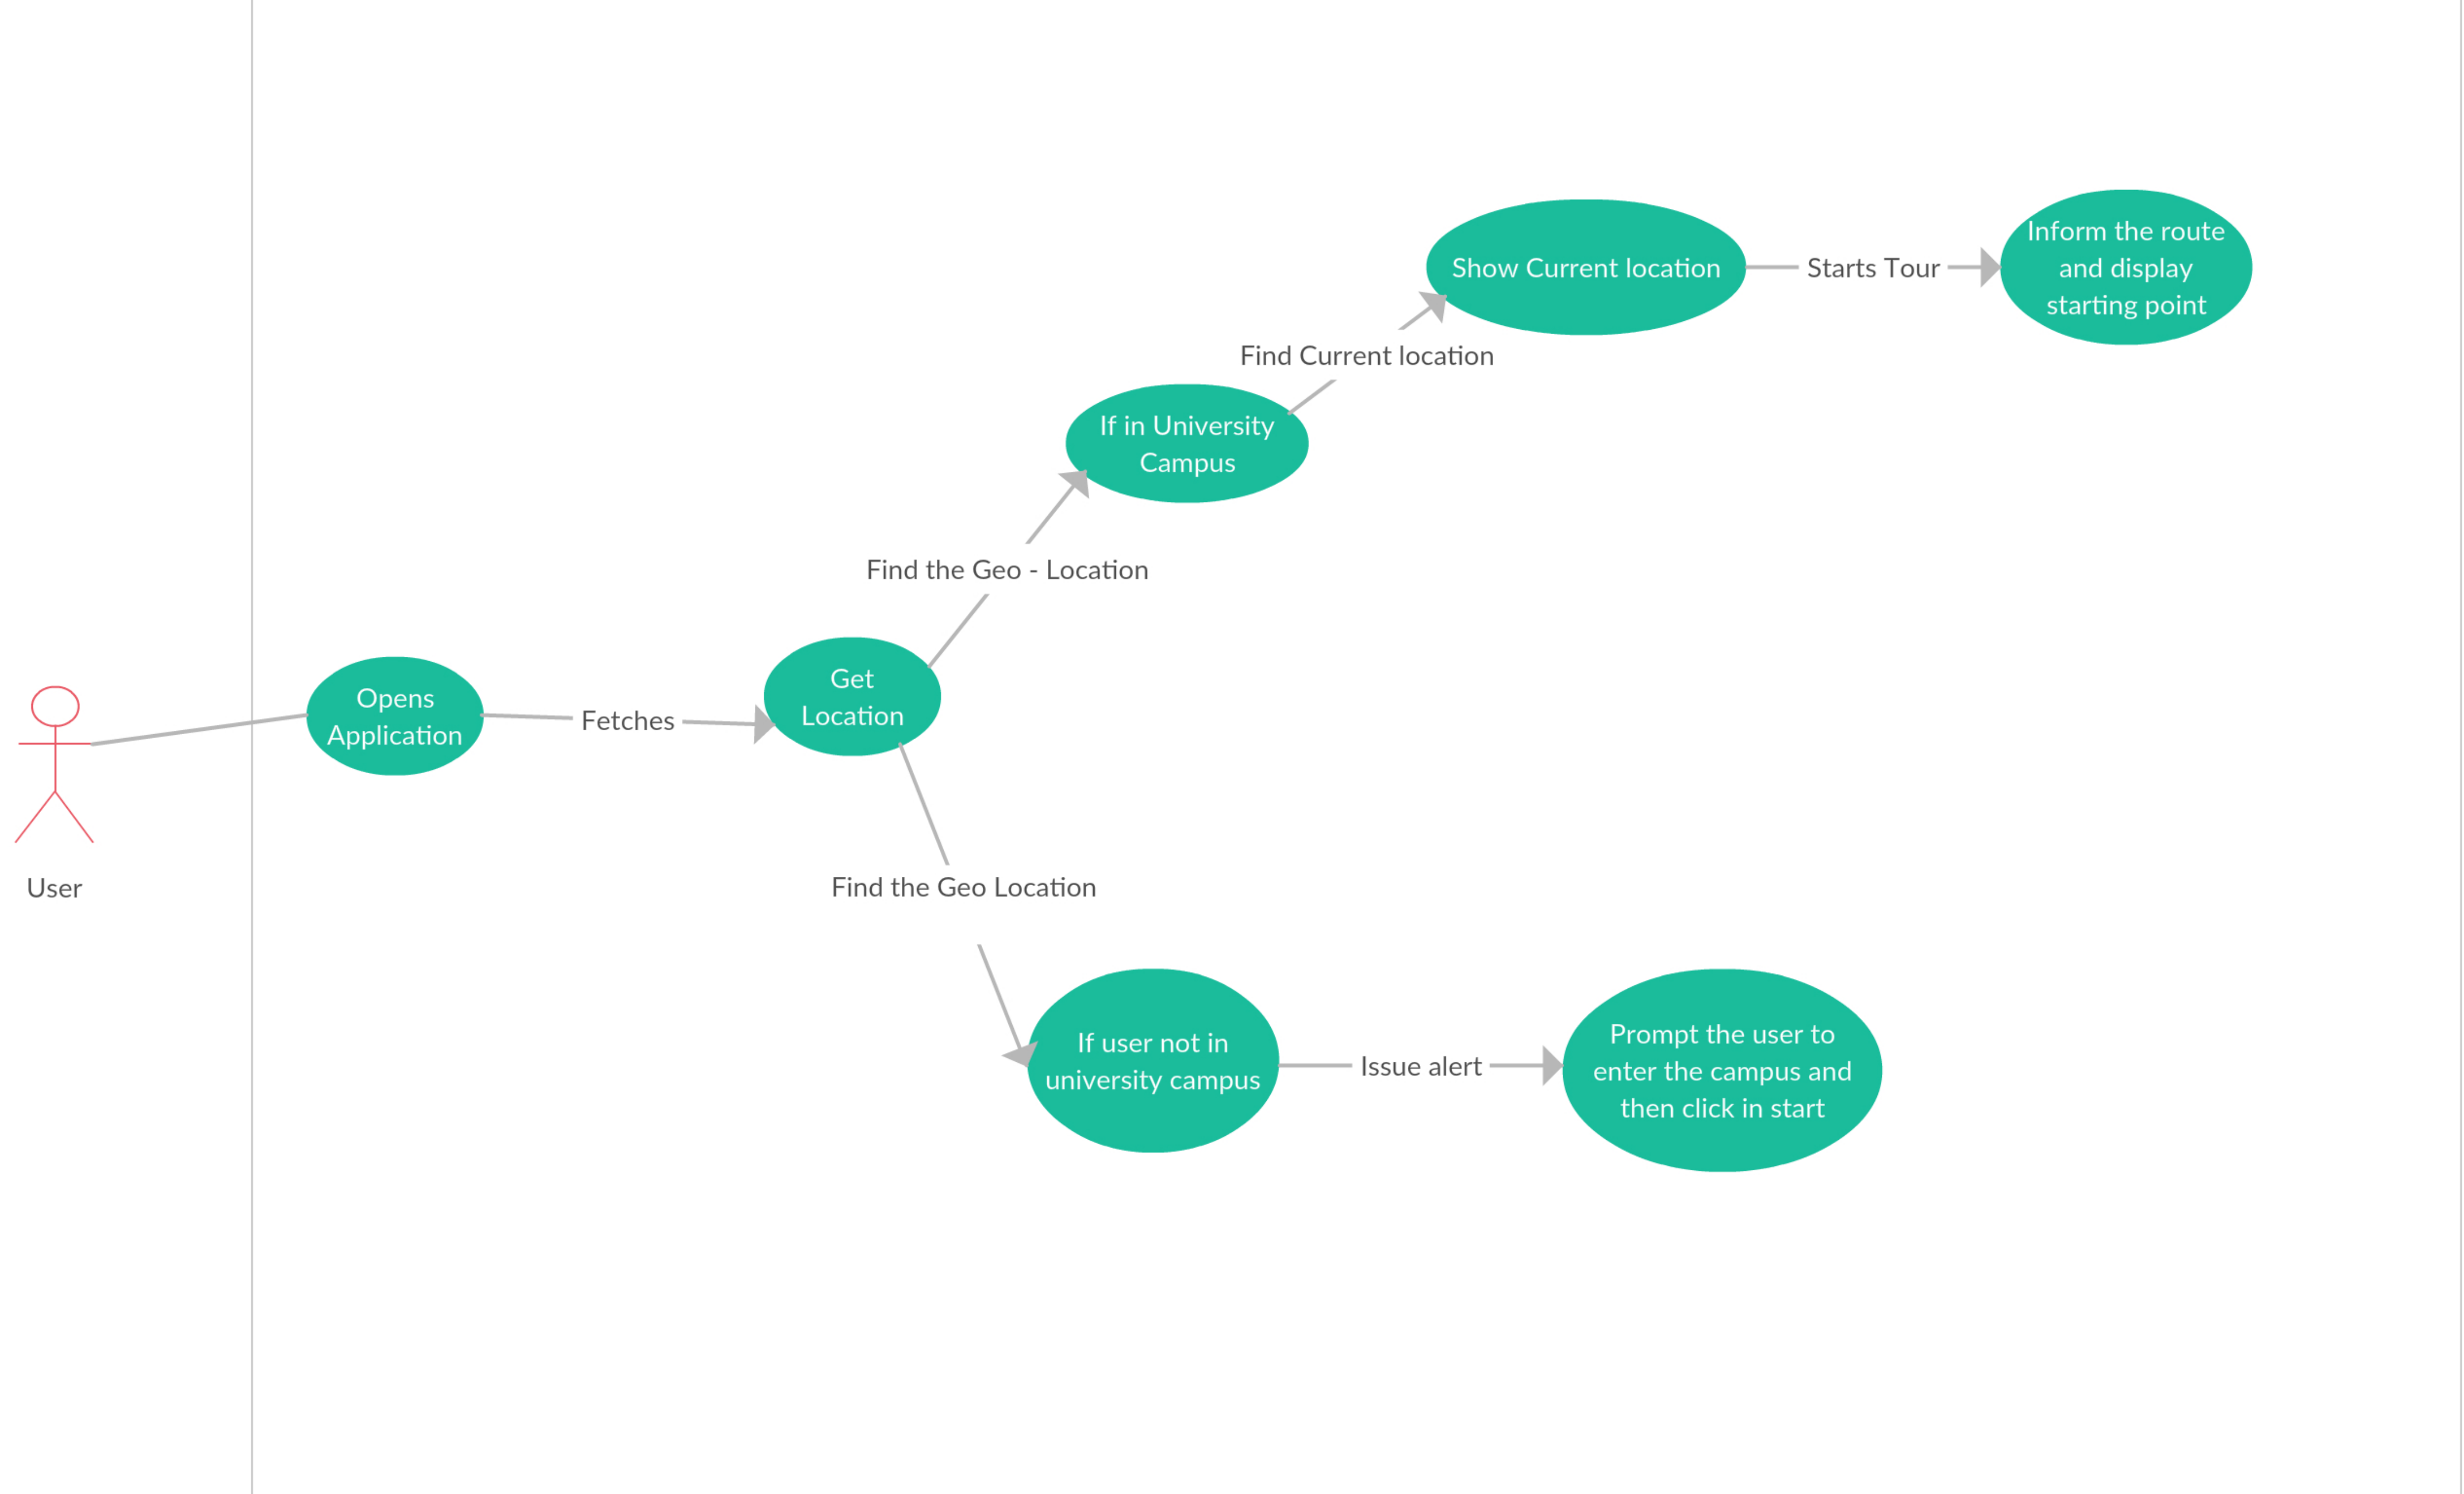 Inform the route
and display
starting point
Show Current location
Starts Tour
Find Current location
If in University
Campus
Find the Geo - Location
Get
Location
Opens
Application
Fetches
User
Find the Geo Location
If user not in
university campus
Issue alert
Prompt the user to
enter the campus and
then click in start